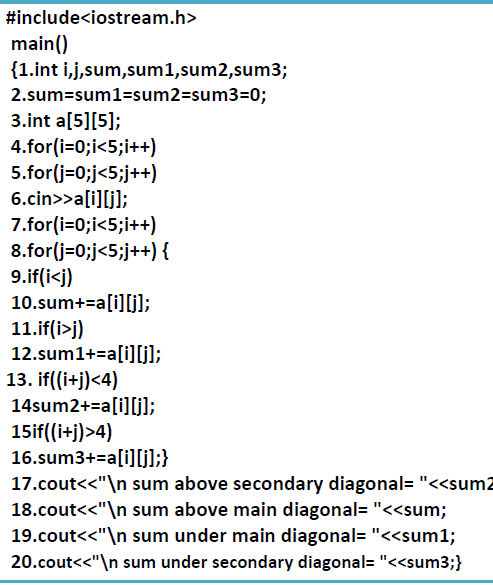 #include<iostream.h>
main()
{1.int i,j,sum,sum1,sum2,sum3;
2.sum=sum1=sum2=sum3=0;
3.int a[5][5];
4.for(i=0;i<5;i++)
5.for(j=0;j<5;j++)
6.cin>>a[i][j];
7.for(i=0;i<5;i++)
8.for(j=0;j<5;j++) {
9.if(i<j)
10.sum+=a[i][j];
11.if(i>j)
12.sum1+=a[i][j];
13. if((i+j)<4)
14sum2+=a[i][j];
15if((i+j)>4)
16.sum3+=a[i][j];}
17.cout<<"\n sum above secondary diagonal= "<<sum2
18.cout<<"\n sum above main diagonal= "<<sum;
19.cout<<"\n sum under main diagonal= "<<sum1;
20.cout<<"\n sum under secondary diagonal= "<<sum3;}